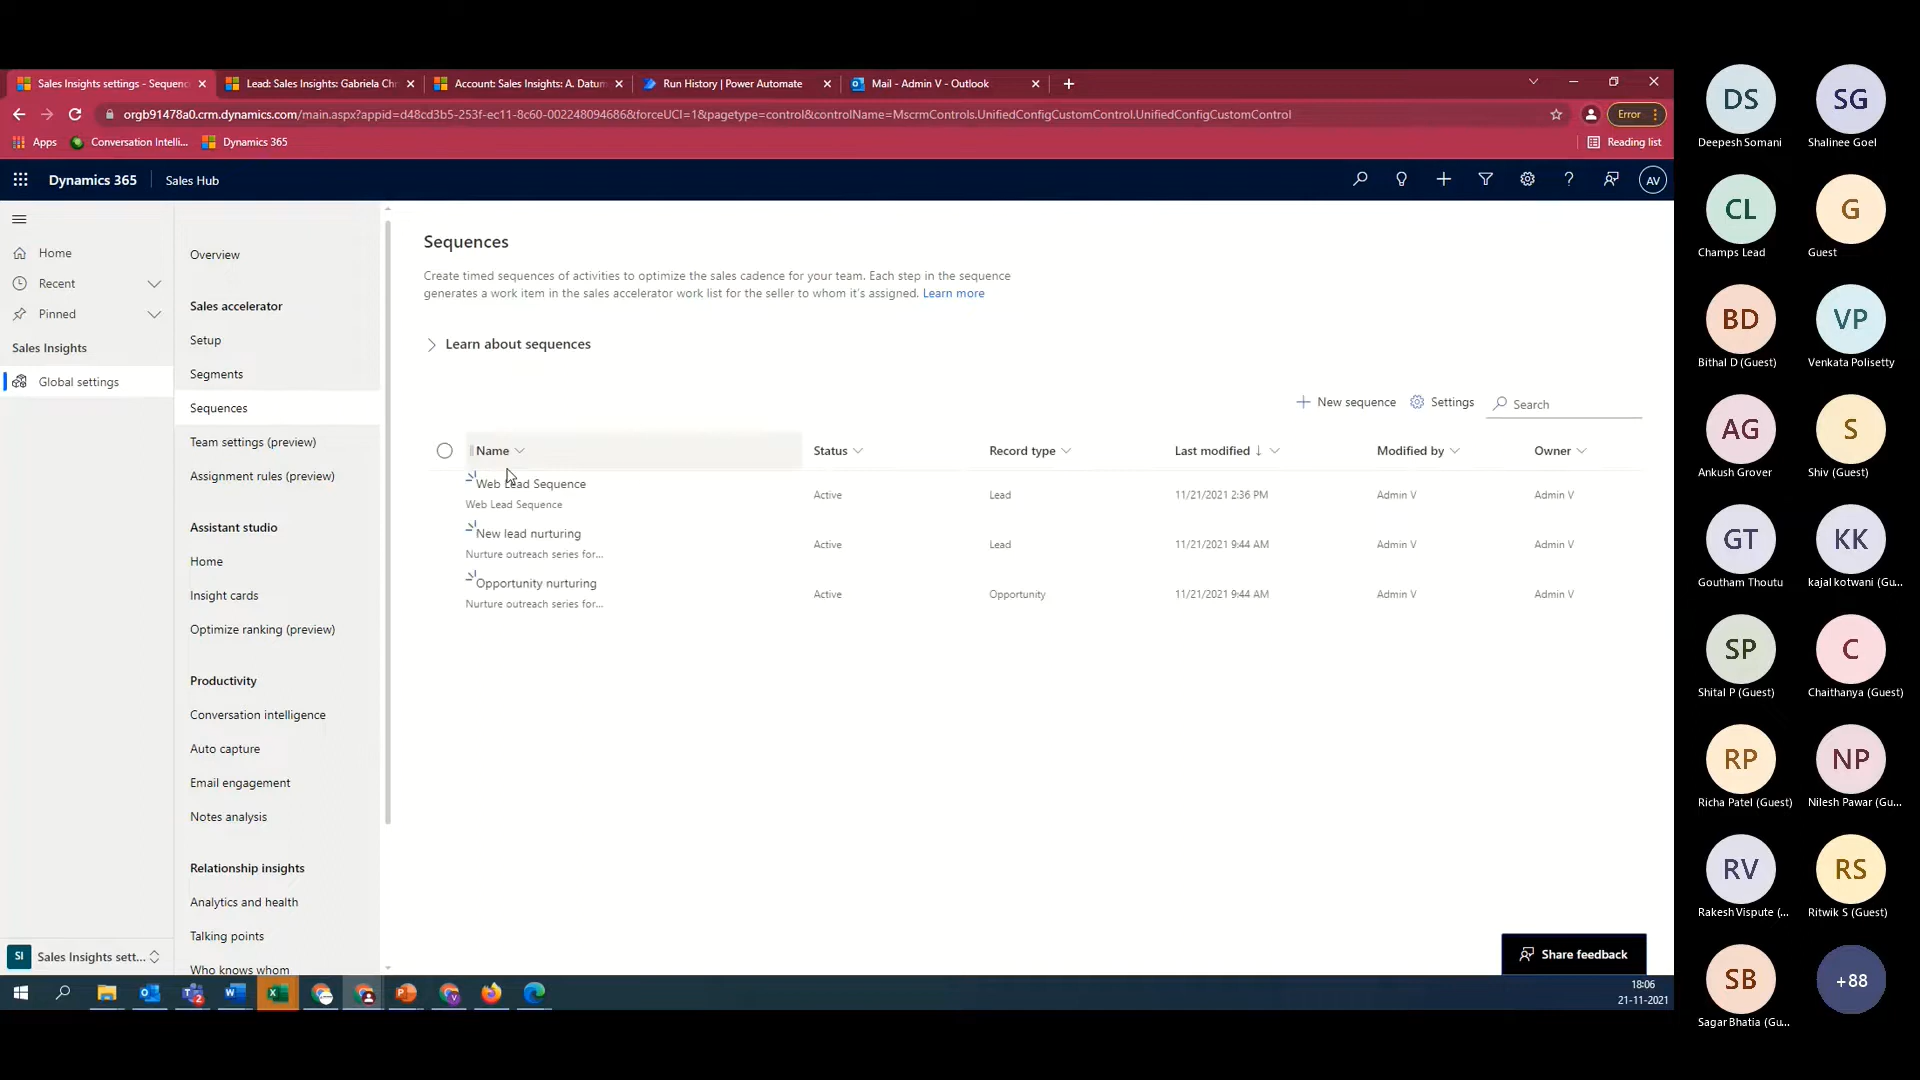 Sales Insights settings - Sequenc
Lead: Sales Insights: Gabriela Chr
Account: Sales Insights: A. Datum
Run History | Power Automate
Mail - Admin V - Outlook
orgb91478a0.crm.dynamics.com/main.aspx?appid=d48cd3b5-253f-ec11-8c60-002248094686&forceUCI=1&pagetype=control&controlName=MscrmControls.UnifiedConfigCustomControl.UnifiedConfigCustomControl
Error
Apps
Conversation Intelli...
Dynamics 365
Reading list
Dynamics 365
Sales Hub
AV
Home
Recent
Pinned
Sales Insights
Global settings
SI
Sales Insights sett...
Overview
Sales accelerator
Setup
Segments
Sequences
Team settings (preview)
Assignment rules (preview)
Assistant studio
Home
Insight cards
Optimize ranking (preview)
Productivity
Conversation intelligence
Auto capture
Email engagement
Notes analysis
Relationship insights
Analytics and health
Talking points
Who knows whom
Sequences
Create timed sequences of activities to optimize the sales cadence for your team. Each step in the sequence
generates a work item in the sales accelerator work list for the seller to whom it's assigned. Learn more
Learn about sequences
New sequence
Settings
Search
Name Status Record type Last modified ↓ Modified by Owner
Web Lead Sequence
Web Lead Sequence
Active Lead 11/21/2021 2:36 PM Admin V Admin V
New lead nurturing
Nurture outreach series for...
Active Lead 11/21/2021 9:44 AM Admin V Admin V
Opportunity nurturing
Nurture outreach series for...
Active Opportunity 11/21/2021 9:44 AM Admin V Admin V
Share feedback
18:06
21-11-2021
DS
Deepesh Somani
SG
Shalinee Goel
CL
Champs Lead
G
Guest
BD
Bithal D (Guest)
VP
Venkata Polisetty
AG
Ankush Grover
S
Shiv (Guest)
GT
Goutham Thoutu
KK
kajal kotwani (Gu...
SP
Shital P (Guest)
C
Chaithanya (Guest)
RP
Richa Patel (Guest)
NP
Nilesh Pawar (Gu...
RV
Rakesh Vispute (...
RS
Ritwik S (Guest)
SB
Sagar Bhatia (Gu...
+88